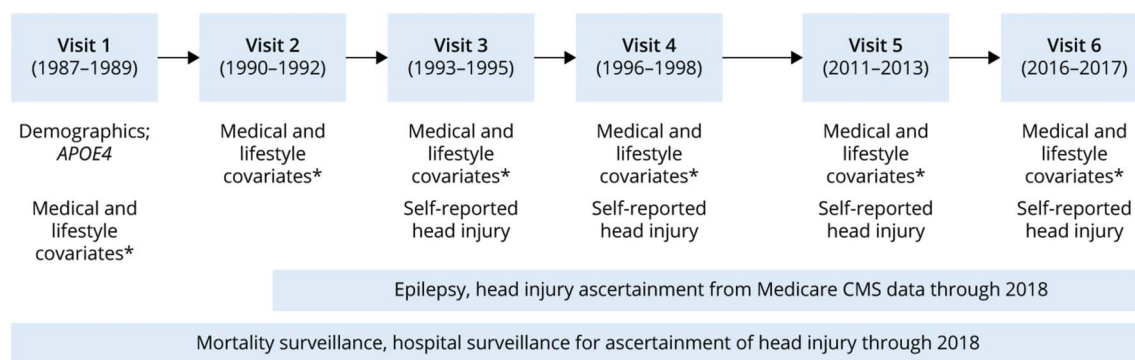 Visit 1
(1987–1989)
Visit 2
(1990–1992)
Visit 3
(1993–1995)
Visit 4
(1996–1998)
Visit 5
(2011–2013)
Visit 6
(2016–2017)
Demographics;
APOE4
Medical and
lifestyle
covariates*
Medical and
lifestyle
covariates*
Medical and
lifestyle
covariates*
Self-reported
head injury
Medical and
lifestyle
covariates*
Self-reported
head injury
Medical and
lifestyle
covariates*
Self-reported
head injury
Medical and
lifestyle
covariates*
Self-reported
head injury
Epilepsy, head injury ascertainment from Medicare CMS data through 2018
Mortality surveillance, hospital surveillance for ascertainment of head injury through 2018